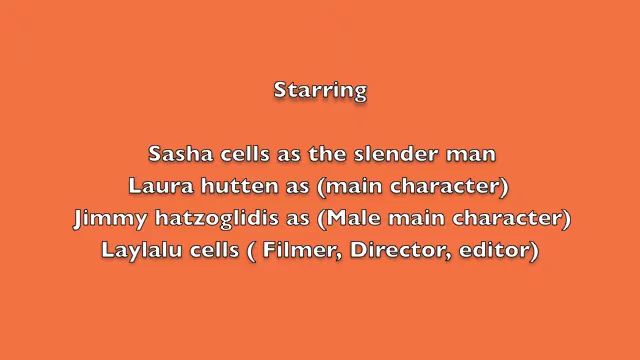 Starring
Sasha cells as the slender man
Laura hutten as (main character)
Jimmy hatzoglidis as (Male main character)
Laylalu cells ( Filmer, Director, editor)